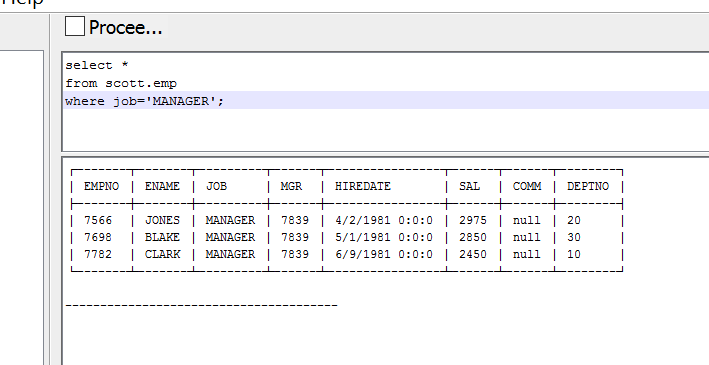 Help
Procee...
select *
from scott.emp
where job='MANAGER';
EMPNO | ENAME | JOB | MGR | HIREDATE | SAL | COMM | DEPTNO
7566 | JONES | MANAGER | 7839 | 4/2/1981 0:0:0 | 2975 | null | 20
7698 | BLAKE | MANAGER | 7839 | 5/1/1981 0:0:0 | 2850 | null | 30
7782 | CLARK | MANAGER | 7839 | 6/9/1981 0:0:0 | 2450 | null | 10